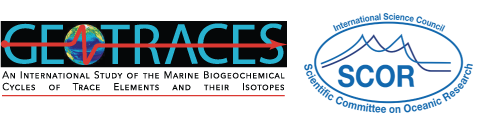 GEOTRACES
AN INTERNATIONAL STUDY OF THE MARINE BIOGEOCHEMICAL
CYCLES OF TRACE ELEMENTS AND THEIR ISOTOPES
International Science Council
SCOR
Scientific Committee on Oceanic Research